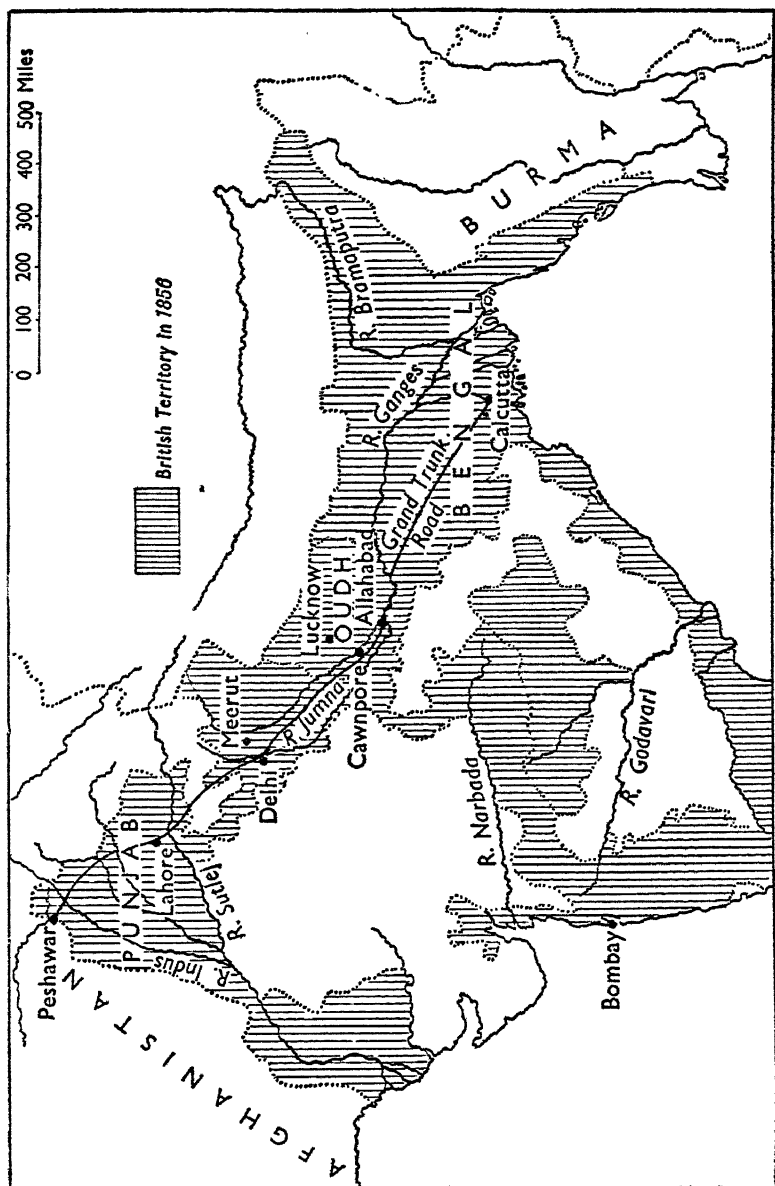 0 100 200 300 400 500 Miles
British Territory in 1856
AFGHANISTAN
Peshawar
PUNJAB
Lahore
R. Indus
R. Sutlej
Meerut
Delhi
R. Jumna
Lucknow
OUDH
Cawnpore
Allahabad
R. Ganges
R. Bramaputra
Grand Trunk
Road
BENGAL
Calcutta
BURMA
R. Narbada
R. Godavari
Bombay